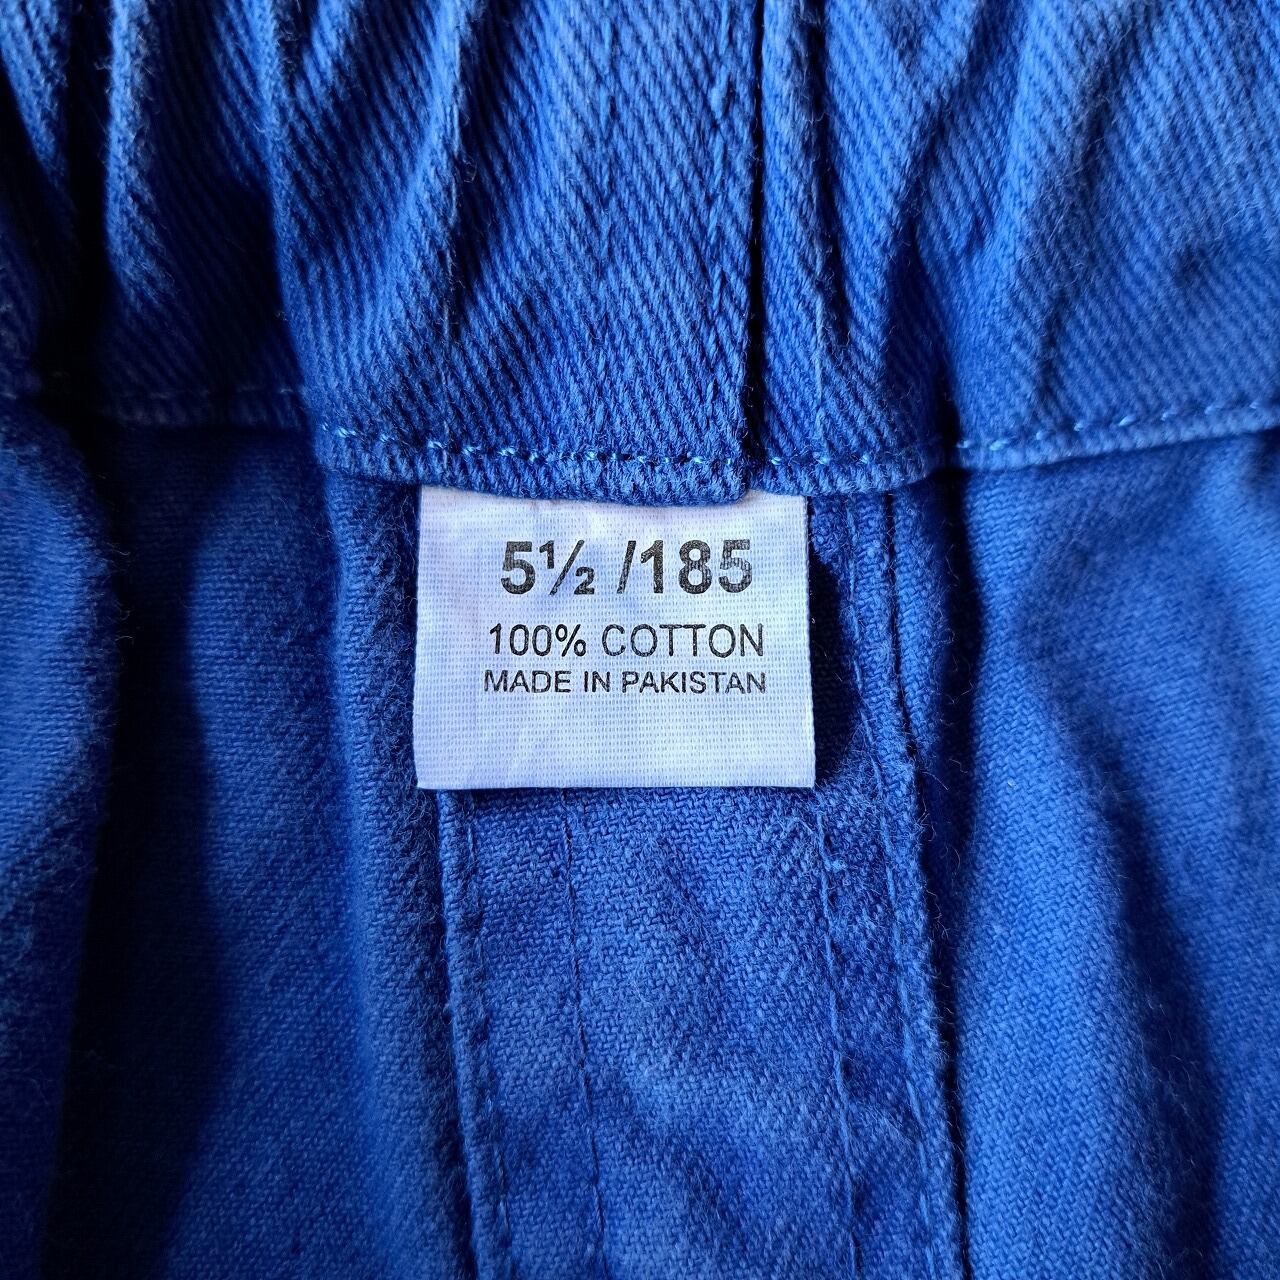 5½ /185
100% COTTON
MADE IN PAKISTAN